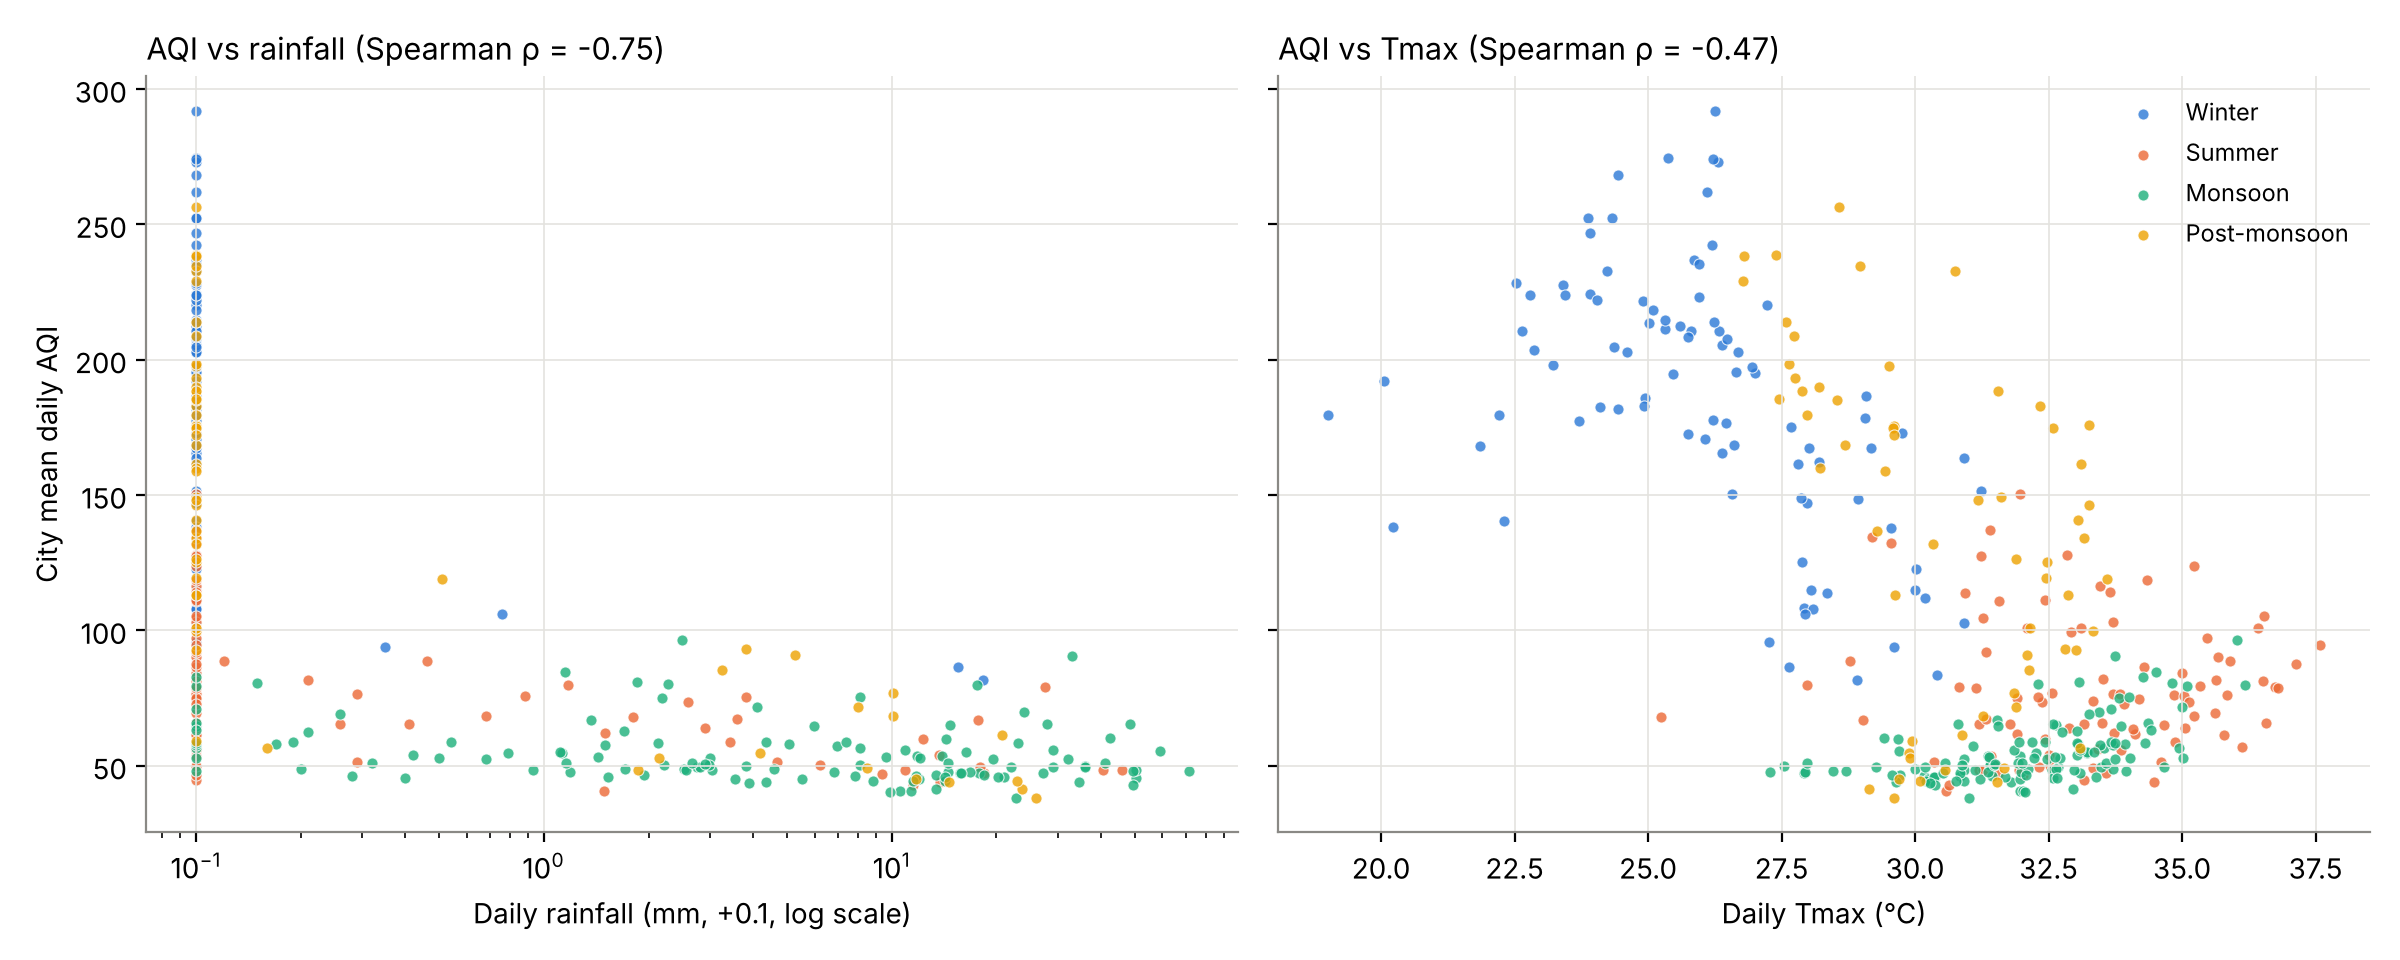 AQI vs rainfall (Spearman ρ = -0.75)
300
250
200
150
100
50
City mean daily AQI
10⁻¹
10⁰
10¹
Daily rainfall (mm, +0.1, log scale)
AQI vs Tmax (Spearman ρ = -0.47)
Winter
Summer
Monsoon
Post-monsoon
20.0
22.5
25.0
27.5
30.0
32.5
35.0
37.5
Daily Tmax (°C)